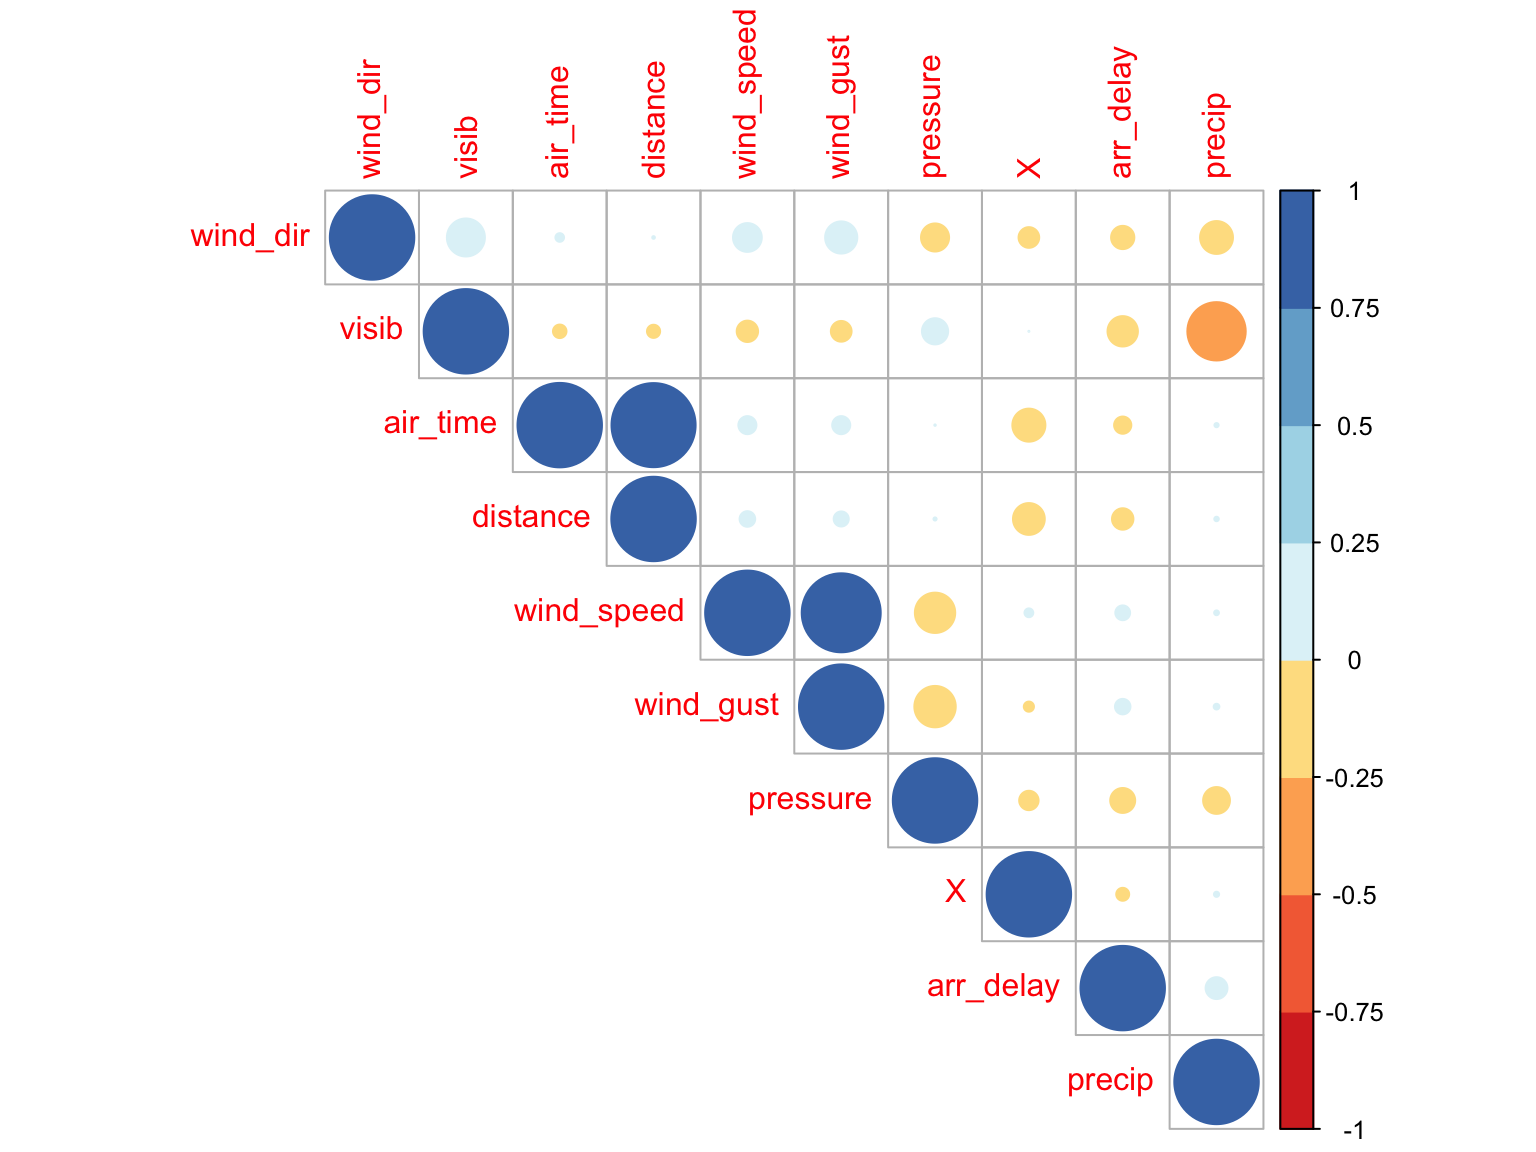 wind_dir
visib
air_time
distance
wind_speed
wind_gust
pressure
X
arr_delay
precip
wind_dir
visib
air_time
distance
wind_speed
wind_gust
pressure
X
arr_delay
precip
1
0.75
0.5
0.25
0
-0.25
-0.5
-0.75
-1